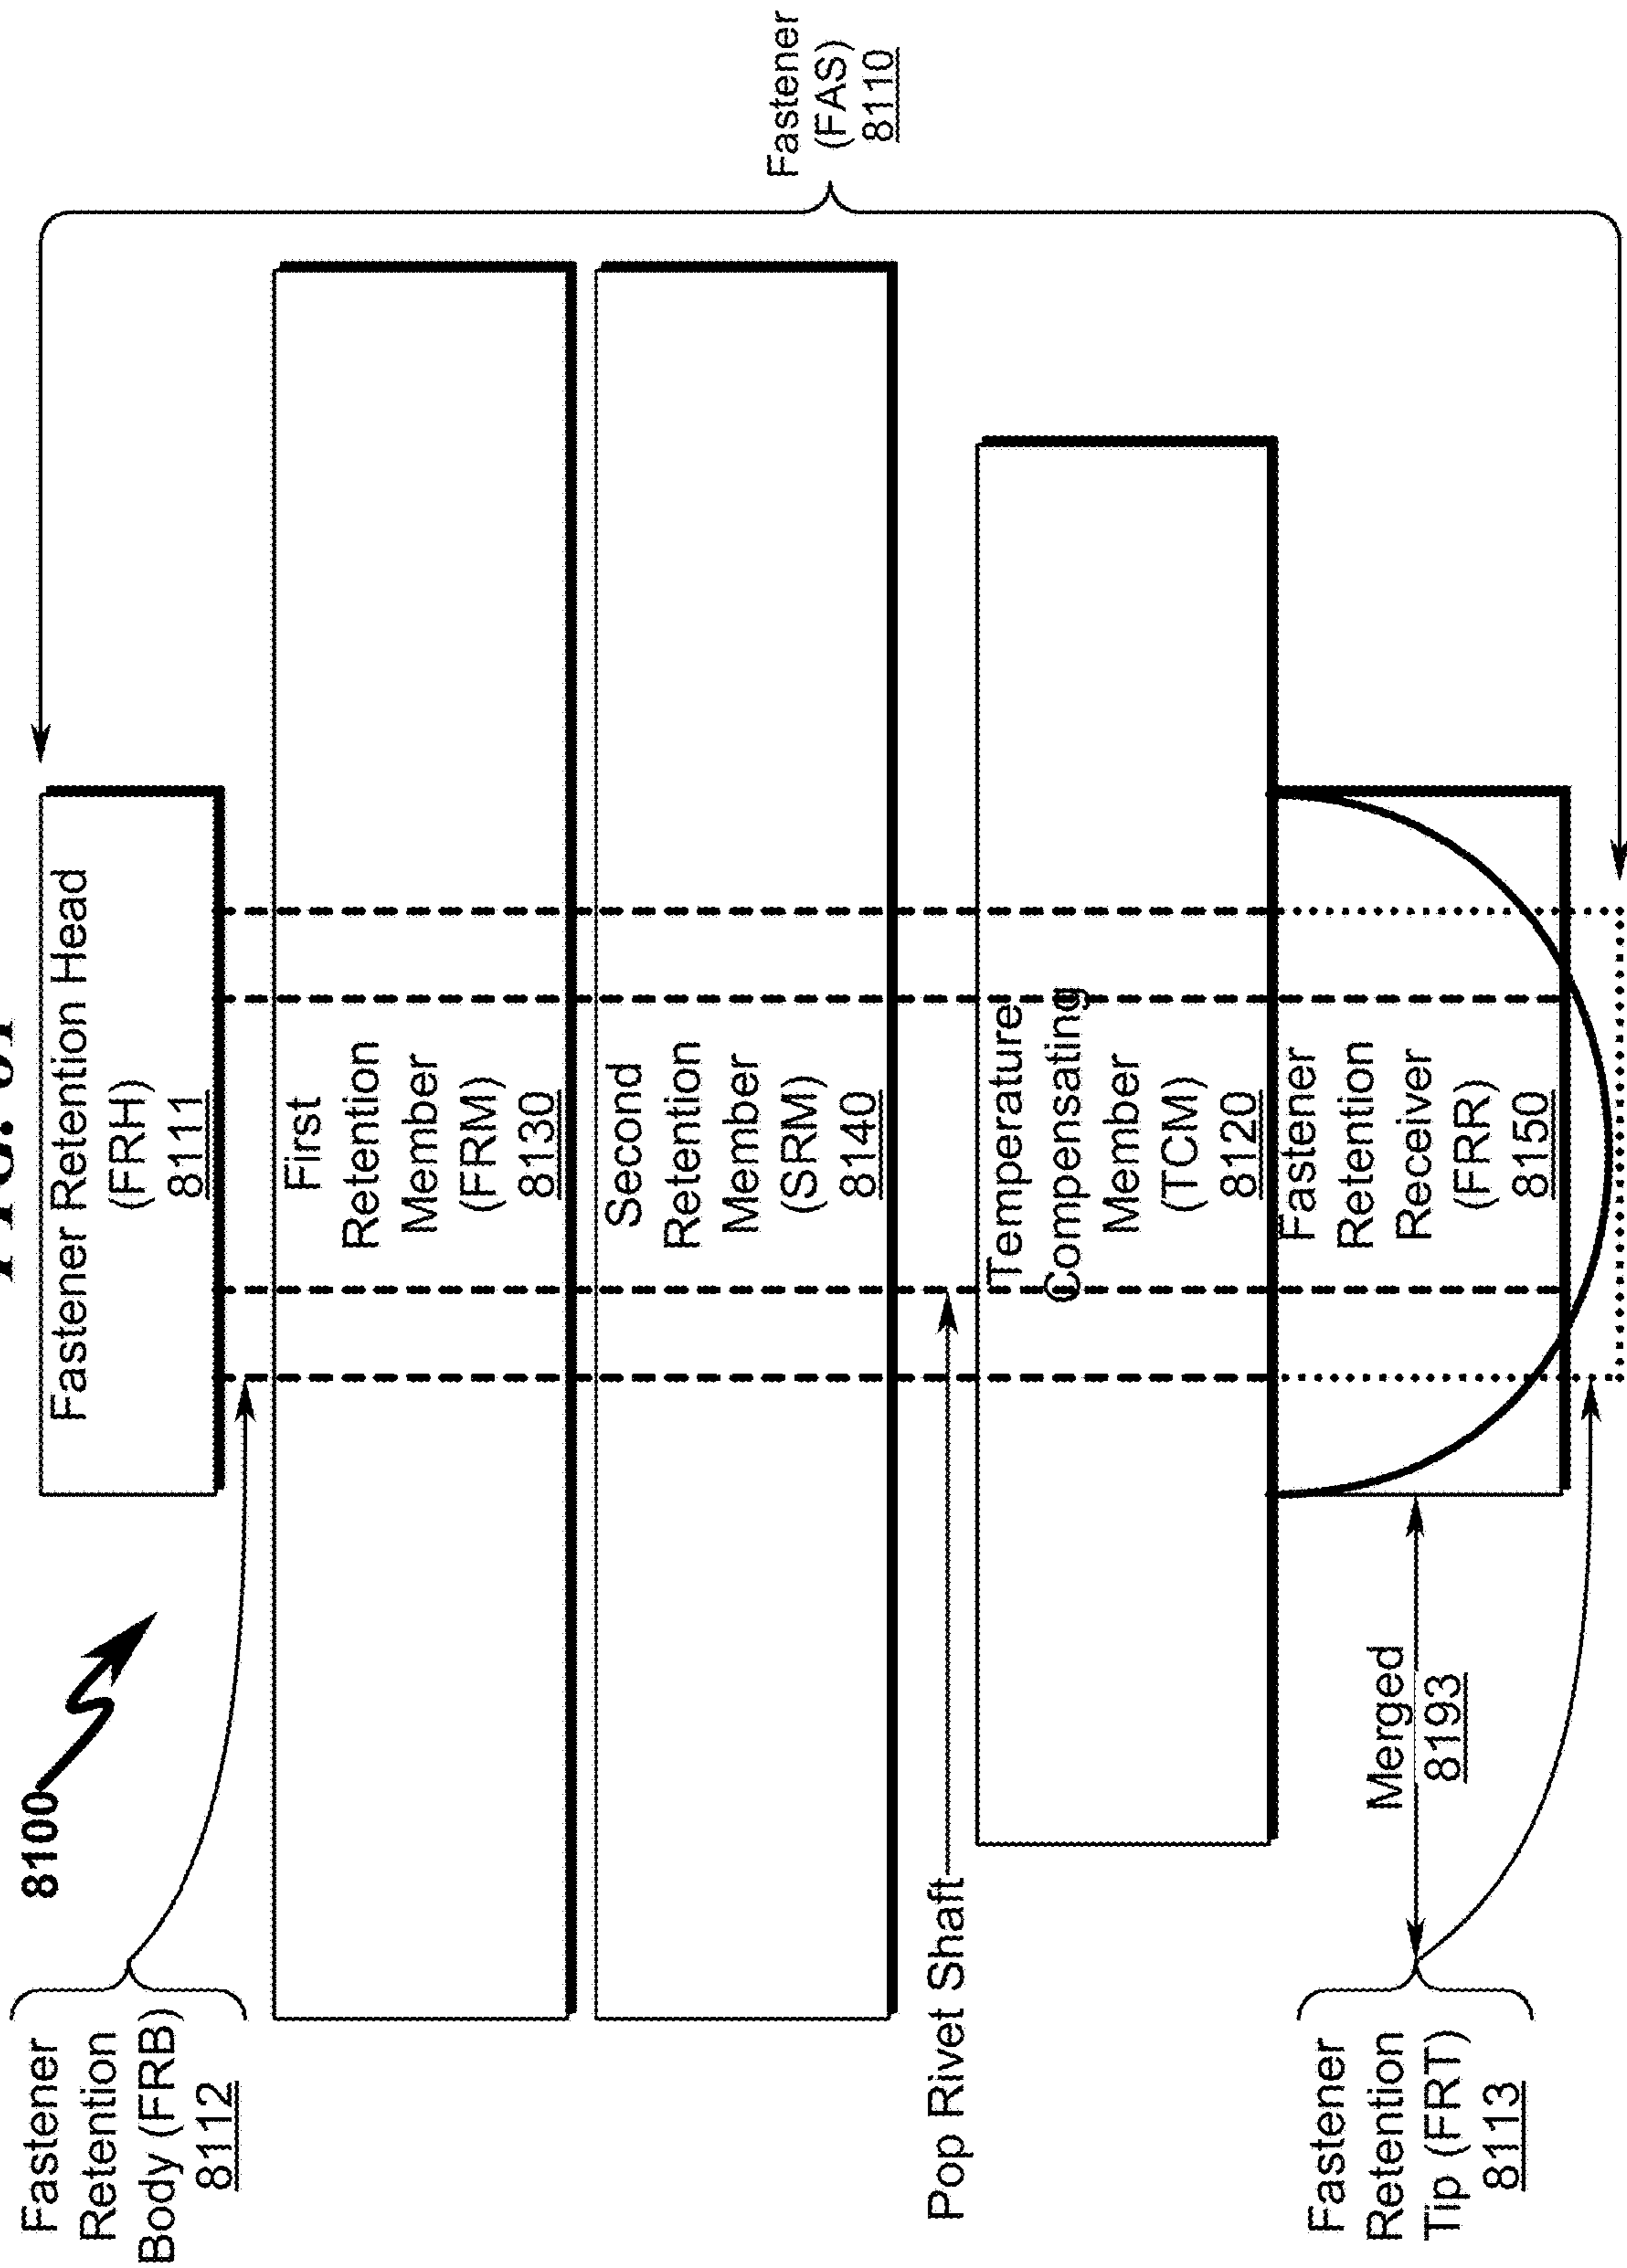 8100
Fastener
Retention
Body (FRB)
8112
Fastener Retention Head
(FRH)
8111
First
Retention
Member
(FRM)
8130
Second
Retention
Member
(SRM)
8140
Fastener
(FAS)
8110
Pop Rivet Shaft
Temperature
Compensating
Member
(TCM)
8120
Fastener
Retention
Receiver
(FRR)
8150
Merged
8193
Fastener
Retention
Tip (FRT)
8113